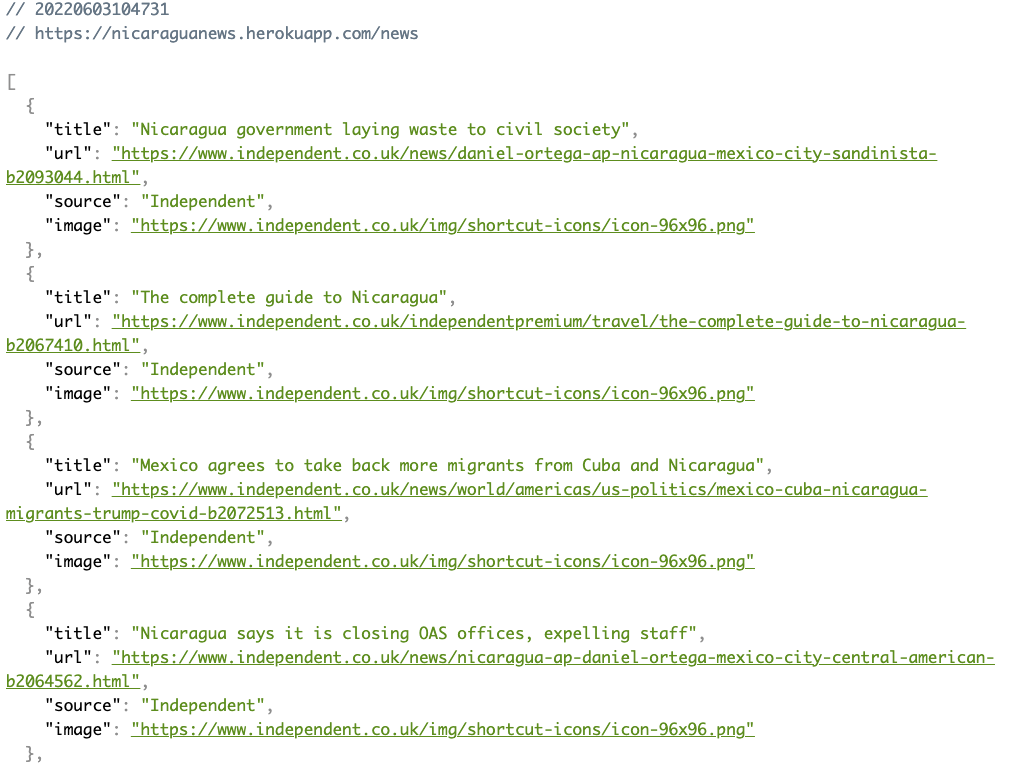 // 20220603104731
// https://nicaraguanews.herokuapp.com/news
[
{
"title": "Nicaragua government laying waste to civil society",
"url": "https://www.independent.co.uk/news/daniel-ortega-ap-nicaragua-mexico-city-sandinista-
b2093044.html",
"source": "Independent",
"image": "https://www.independent.co.uk/img/shortcut-icons/icon-96x96.png"
},
{
"title": "The complete guide to Nicaragua",
"url": "https://www.independent.co.uk/independentpremium/travel/the-complete-guide-to-nicaragua-
b2067410.html",
"source": "Independent",
"image": "https://www.independent.co.uk/img/shortcut-icons/icon-96x96.png"
},
{
"title": "Mexico agrees to take back more migrants from Cuba and Nicaragua",
"url": "https://www.independent.co.uk/news/world/americas/us-politics/mexico-cuba-nicaragua-
migrants-trump-covid-b2072513.html",
"source": "Independent",
"image": "https://www.independent.co.uk/img/shortcut-icons/icon-96x96.png"
},
{
"title": "Nicaragua says it is closing OAS offices, expelling staff",
"url": "https://www.independent.co.uk/news/nicaragua-ap-daniel-ortega-mexico-city-central-american-
b2064562.html",
"source": "Independent",
"image": "https://www.independent.co.uk/img/shortcut-icons/icon-96x96.png"
},